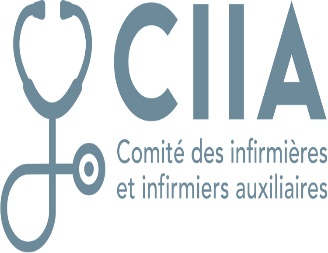 CIIA
Comité des infirmières
et infirmiers auxiliaires